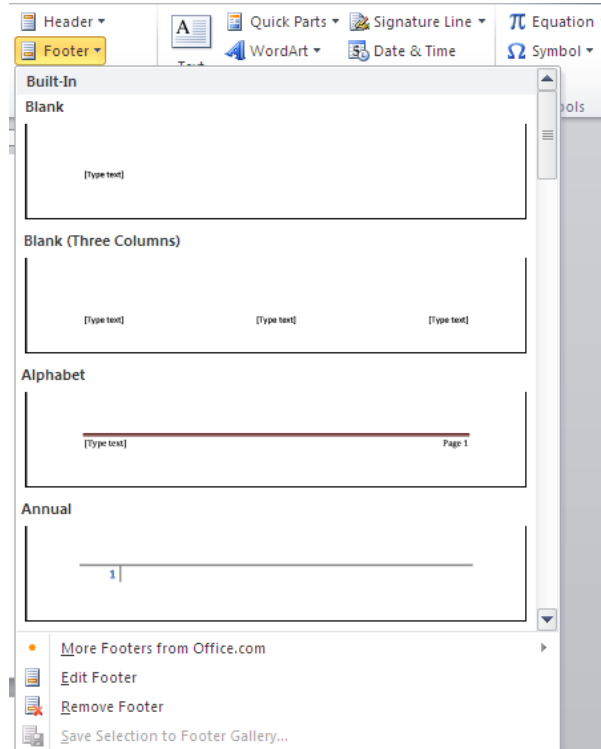 Header
Quick Parts
Signature Line
Equation
A
Footer
WordArt
Date & Time
Symbol
Built-In
Blank
[Type text]
Blank (Three Columns)
[Type text] [Type text] [Type text]
Alphabet
[Type text] Page 1
Annual
1
More Footers from Office.com
Edit Footer
Remove Footer
Save Selection to Footer Gallery...